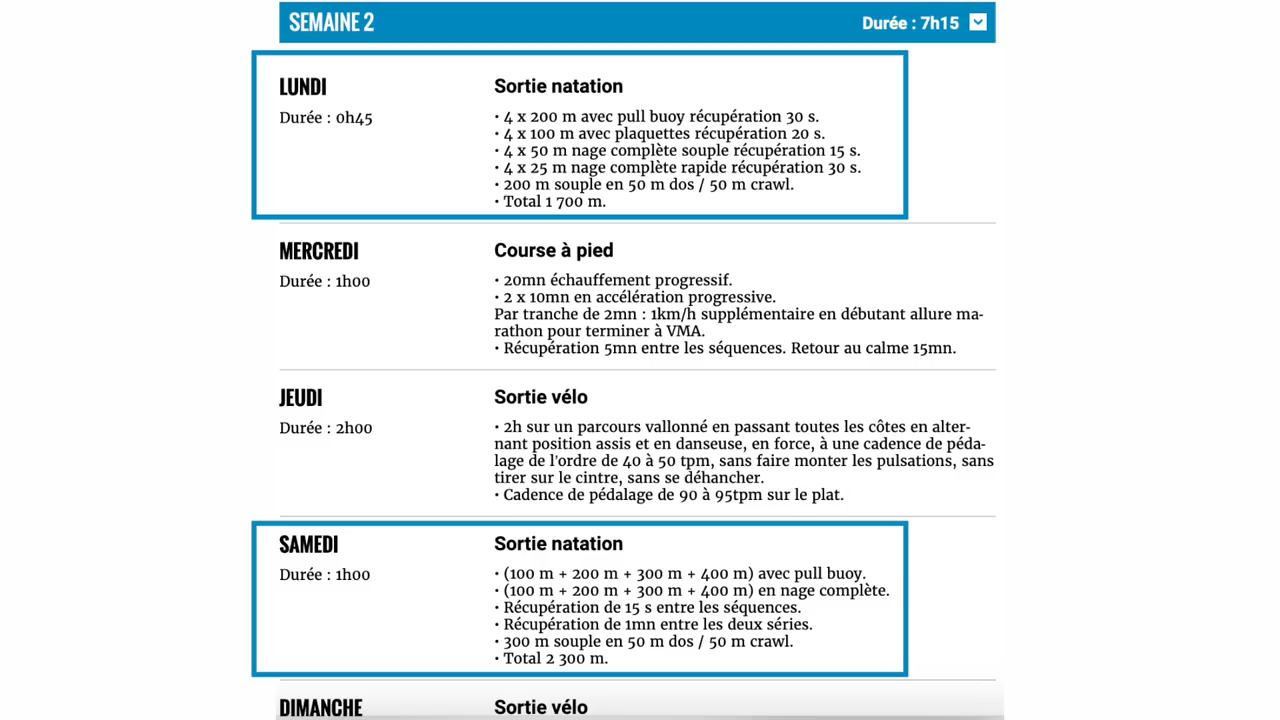 SEMAINE 2
Durée : 7h15
LUNDI
Sortie natation
Durée : 0h45
• 4 x 200 m avec pull buoy récupération 30 s.
• 4 x 100 m avec plaquettes récupération 20 s.
• 4 x 50 m nage complète souple récupération 15 s.
• 4 x 25 m nage complète rapide récupération 30 s.
• 200 m souple en 50 m dos / 50 m crawl.
• Total 1 700 m.
MERCREDI
Course à pied
Durée : 1h00
• 20mn échauffement progressif.
• 2 x 10mn en accélération progressive.
Par tranche de 2mn : 1km/h supplémentaire en débutant allure ma-
rathon pour terminer à VMA.
• Récupération 5mn entre les séquences. Retour au calme 15mn.
JEUDI
Sortie vélo
Durée : 2h00
• 2h sur un parcours vallonné en passant toutes les côtes en alter-
nant position assis et en danseuse, en force, à une cadence de péda-
lage de l'ordre de 40 à 50 tpm, sans faire monter les pulsations, sans
tirer sur le cintre, sans se déhancher.
• Cadence de pédalage de 90 à 95tpm sur le plat.
SAMEDI
Sortie natation
Durée : 1h00
• (100 m + 200 m + 300 m + 400 m) avec pull buoy.
• (100 m + 200 m + 300 m + 400 m) en nage complète.
• Récupération de 15 s entre les séquences.
• Récupération de 1mn entre les deux séries.
• 300 m souple en 50 m dos / 50 m crawl.
• Total 2 300 m.
DIMANCHE
Sortie vélo